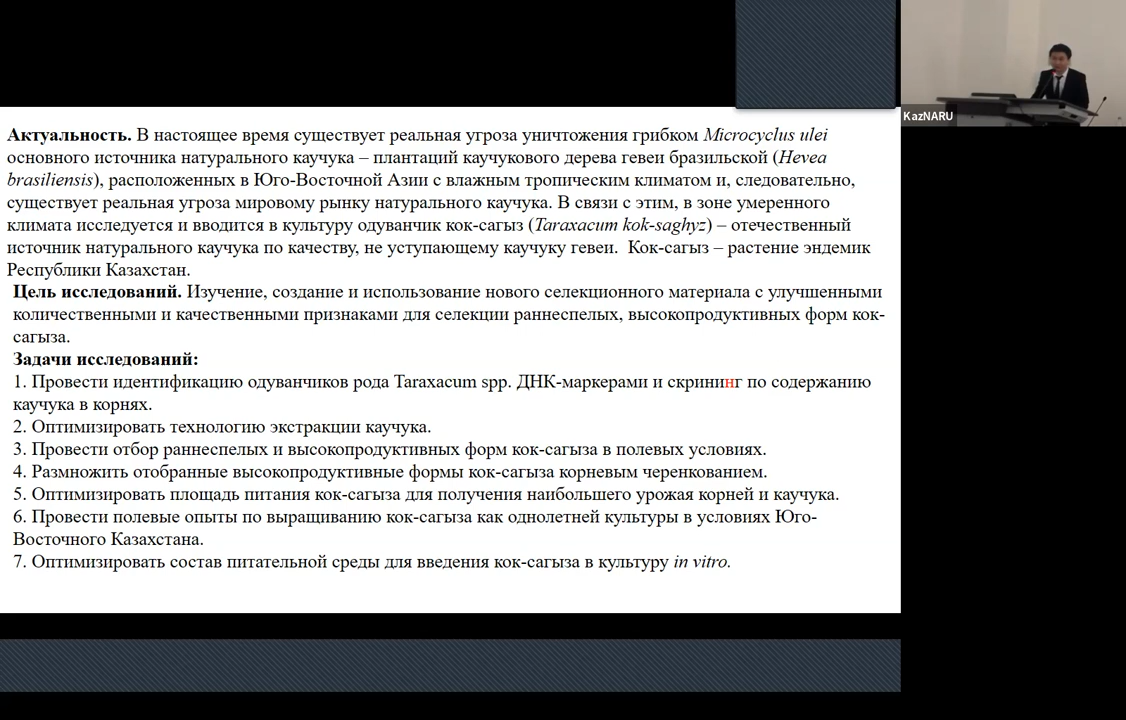 Актуальность. В настоящее время существует реальная угроза уничтожения грибком Microcyclus ulei
основного источника натурального каучука – плантаций каучукового дерева гевеи бразильской (Hevea
brasiliensis), расположенных в Юго-Восточной Азии с влажным тропическим климатом и, следовательно,
существует реальная угроза мировому рынку натурального каучука. В связи с этим, в зоне умеренного
климата исследуется и вводится в культуру одуванчик кок-сагыз (Taraxacum kok-saghyz) – отечественный
источник натурального каучука по качеству, не уступающему каучуку гевеи. Кок-сагыз – растение эндемик
Республики Казахстан.
Цель исследований. Изучение, создание и использование нового селекционного материала с улучшенными
количественными и качественными признаками для селекции раннеспелых, высокопродуктивных форм кок-
сагыза.
Задачи исследований:
1. Провести идентификацию одуванчиков рода Taraxacum spp. ДНК-маркерами и скрининг по содержанию
каучука в корнях.
2. Оптимизировать технологию экстракции каучука.
3. Провести отбор раннеспелых и высокопродуктивных форм кок-сагыза в полевых условиях.
4. Размножить отобранные высокопродуктивные формы кок-сагыза корневым черенкованием.
5. Оптимизировать площадь питания кок-сагыза для получения наибольшего урожая корней и каучука.
6. Провести полевые опыты по выращиванию кок-сагыза как однолетней культуры в условиях Юго-
Восточного Казахстана.
7. Оптимизировать состав питательной среды для введения кок-сагыза в культуру in vitro.
KazNARU